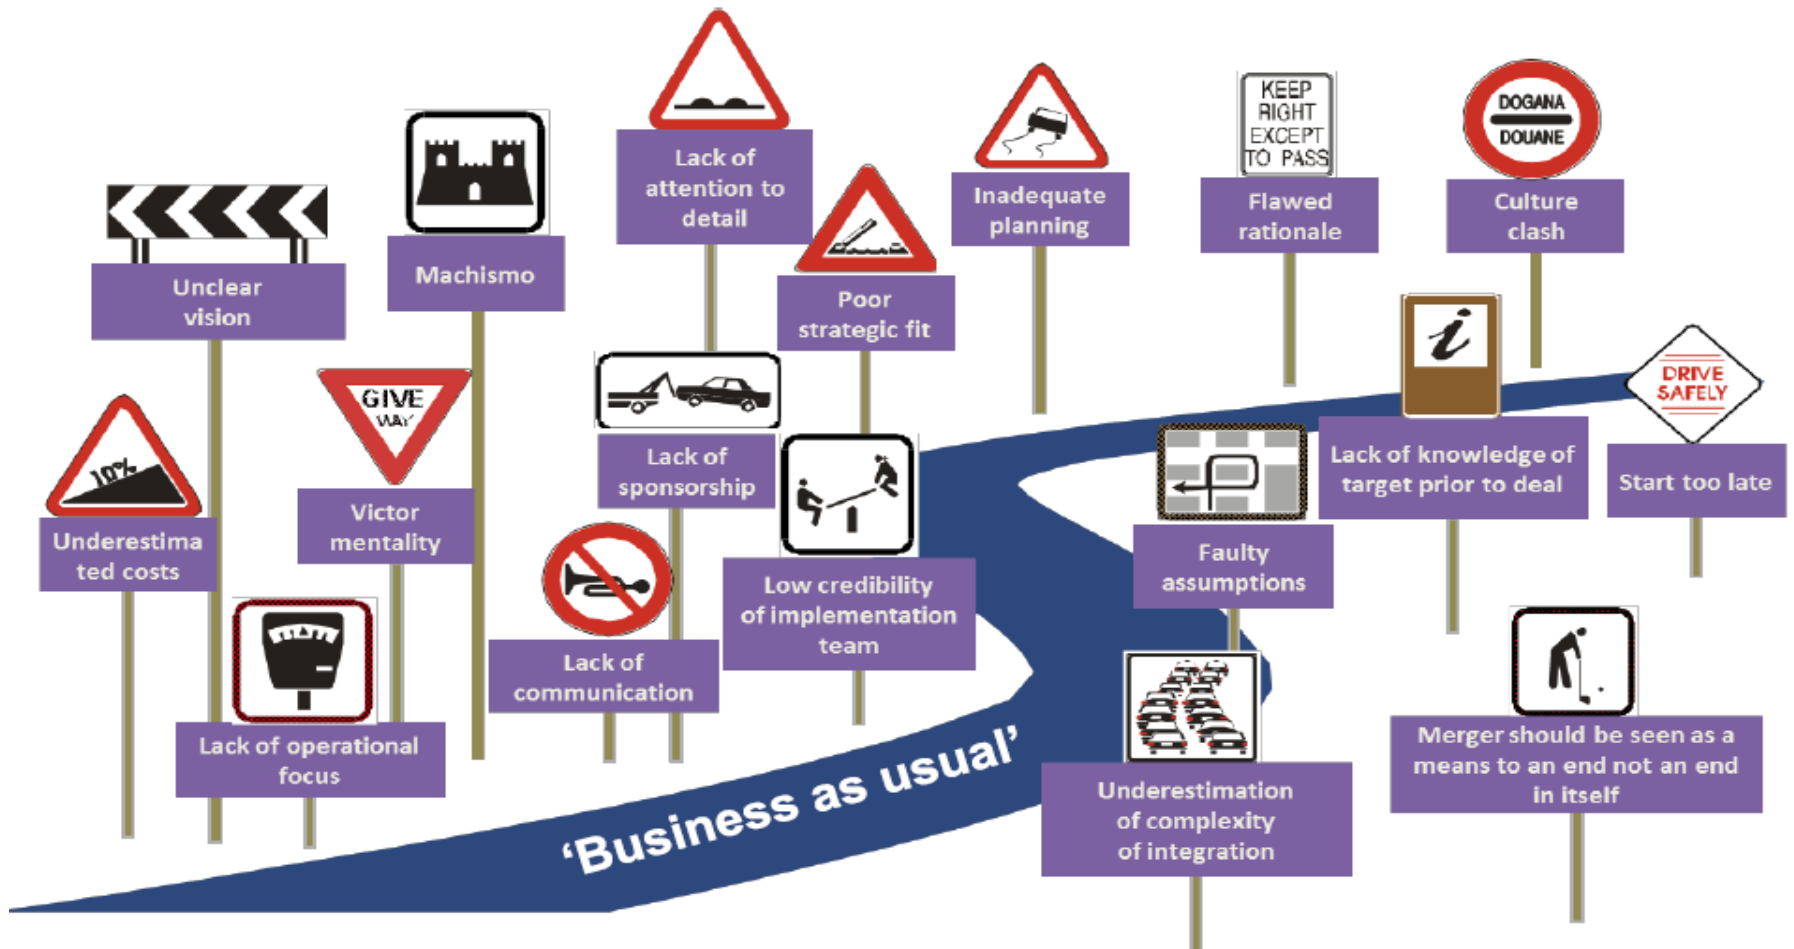 Lack of
attention to
detail
KEEP
RIGHT
EXCEPT
TO PASS
Flawed
rationale
DOGANA
DOUANE
Culture
clash
Inadequate
planning
Machismo
Unclear
vision
Poor
strategic fit
GIVE
WAY
Victor
mentality
10%
Underestima
ted costs
Lack of
sponsorship
Low credibility
of implementation
team
Lack of
communication
Lack of operational
focus
i
Lack of knowledge of
target prior to deal
DRIVE
SAFELY
Start too late
Faulty
assumptions
Underestimation
of complexity
of integration
Merger should be seen as a
means to an end not an end
in itself
‘Business as usual’